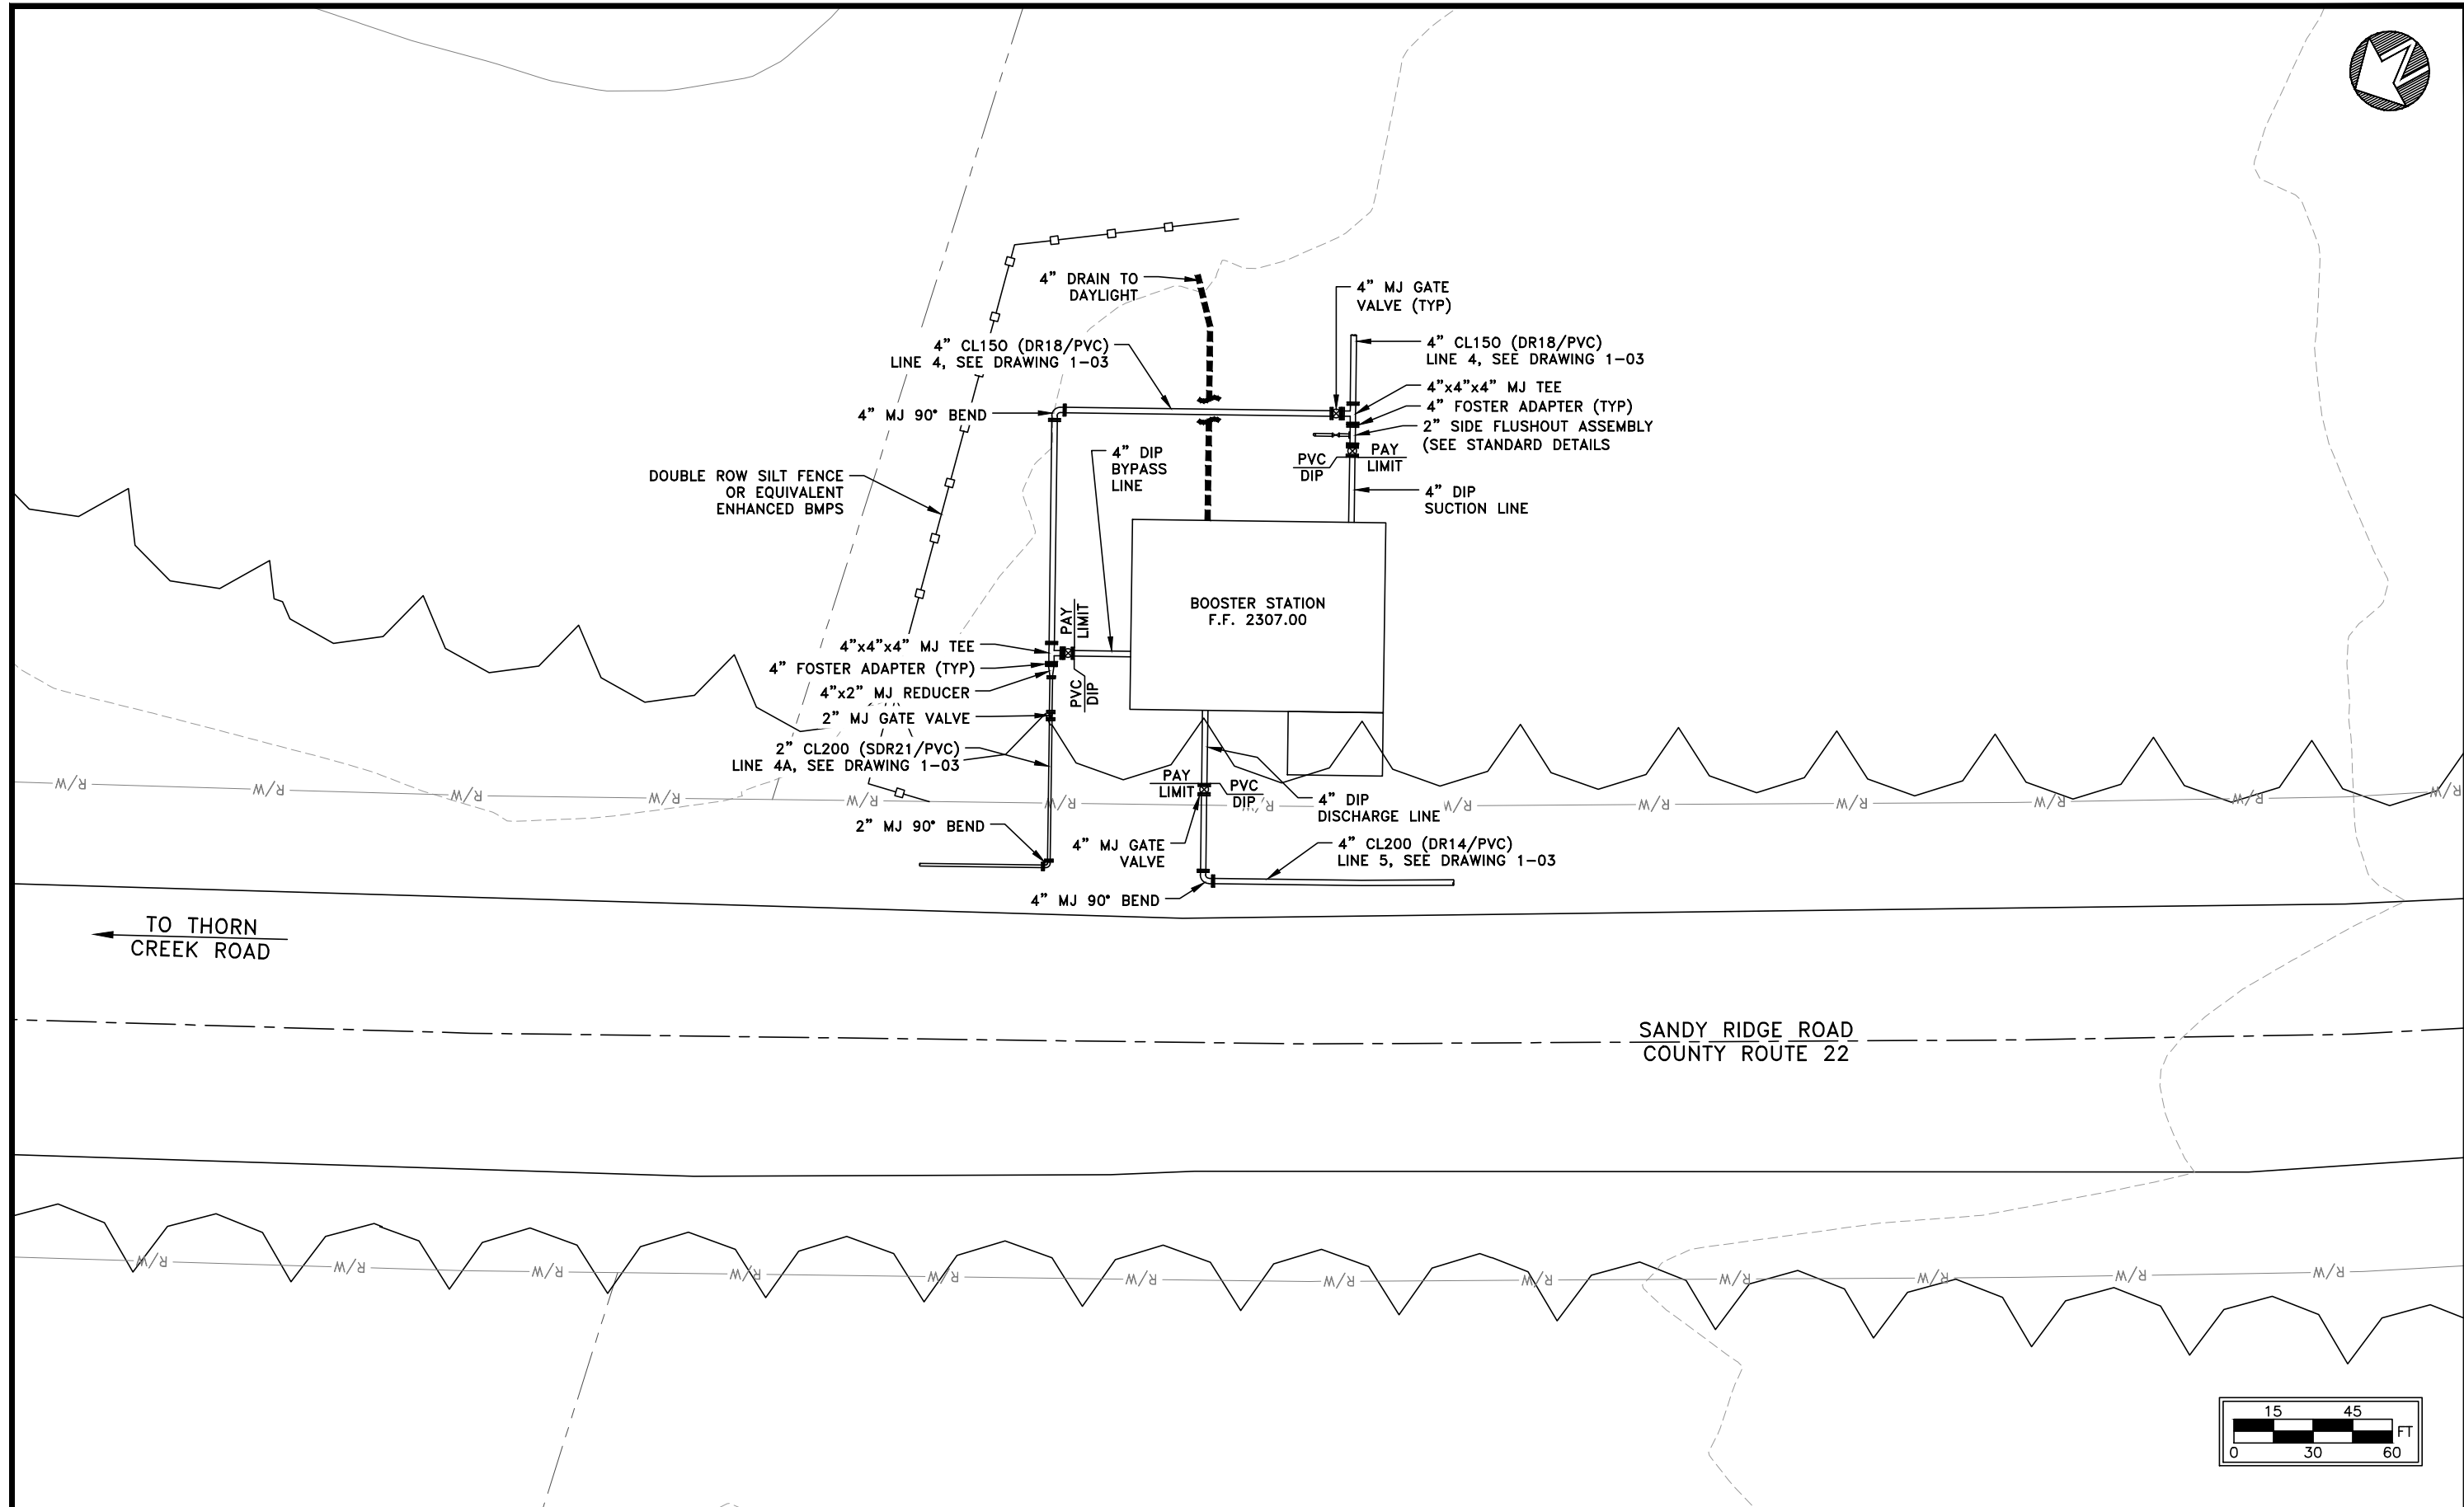 N
4” DRAIN TO
DAYLIGHT
4” MJ GATE
VALVE (TYP)
4” CL150 (DR18/PVC)
LINE 4, SEE DRAWING 1-03
4” CL150 (DR18/PVC)
LINE 4, SEE DRAWING 1-03
4”x4”x4” MJ TEE
4” FOSTER ADAPTER (TYP)
2” SIDE FLUSHOUT ASSEMBLY
(SEE STANDARD DETAILS
4” MJ 90° BEND
4” DIP
BYPASS
LINE
PVC
DIP
PAY
LIMIT
DOUBLE ROW SILT FENCE
OR EQUIVALENT
ENHANCED BMPS
4” DIP
SUCTION LINE
BOOSTER STATION
F.F. 2307.00
PAY
LIMIT
PVC
DIP
4”x4”x4” MJ TEE
4” FOSTER ADAPTER (TYP)
4”x2” MJ REDUCER
2” MJ GATE VALVE
2” CL200 (SDR21/PVC)
LINE 4A, SEE DRAWING 1-03
PAY
LIMIT
PVC
DIP
4” DIP
DISCHARGE LINE
R/W R/W R/W R/W R/W R/W R/W R/W R/W R/W R/W R/W R/W
2” MJ 90° BEND
4” MJ GATE
VALVE
4” CL200 (DR14/PVC)
LINE 5, SEE DRAWING 1-03
4” MJ 90° BEND
TO THORN
CREEK ROAD
SANDY RIDGE ROAD
COUNTY ROUTE 22
R/W R/W R/W R/W R/W R/W R/W R/W R/W R/W R/W R/W
15 45
FT
0 30 60